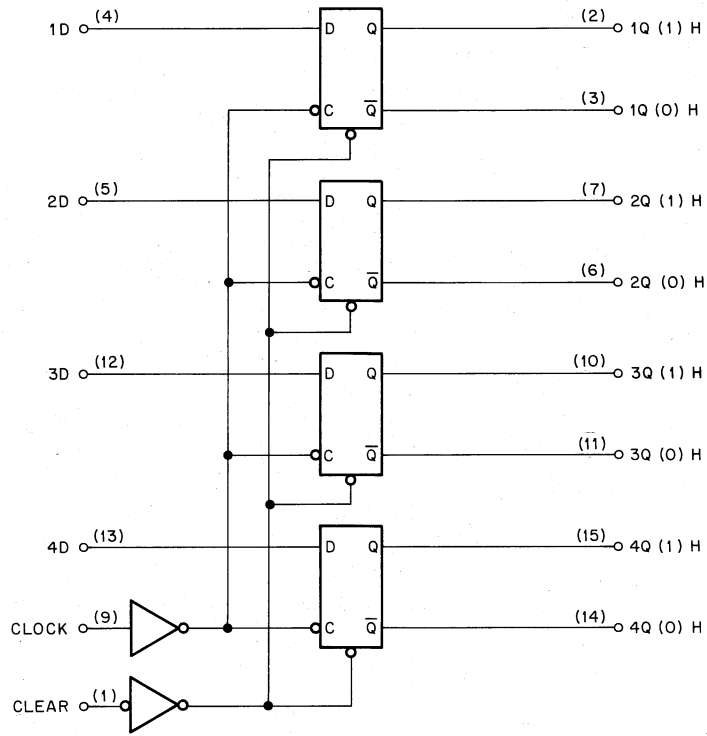 1D (4) D Q (2) 1Q (1) H
C Q̅ (3) 1Q (0) H
2D (5) D Q (7) 2Q (1) H
C Q̅ (6) 2Q (0) H
3D (12) D Q (10) 3Q (1) H
C Q̅ (11) 3Q (0) H
4D (13) D Q (15) 4Q (1) H
CLOCK (9) C Q̅ (14) 4Q (0) H
CLEAR (1)